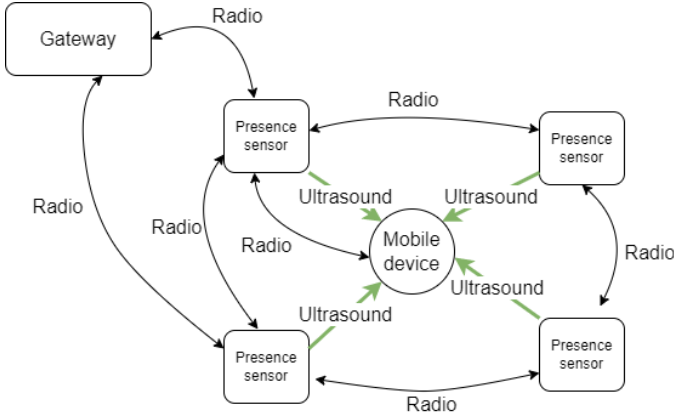 Radio
Gateway
Radio
Presence
sensor
Presence
sensor
Ultrasound
Ultrasound
Radio
Radio
Radio
Mobile
device
Radio
Ultrasound
Ultrasound
Presence
sensor
Presence
sensor
Radio